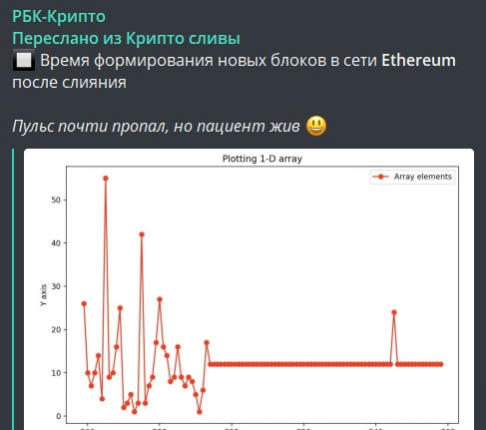 РБК-Крипто
Переслано из Крипто сливы
Время формирования новых блоков в сети Ethereum
после слияния
Пульс почти пропал, но пациент жив 😃
Plotting 1-D array
Array elements
50
40
30
20
10
0
Y axis